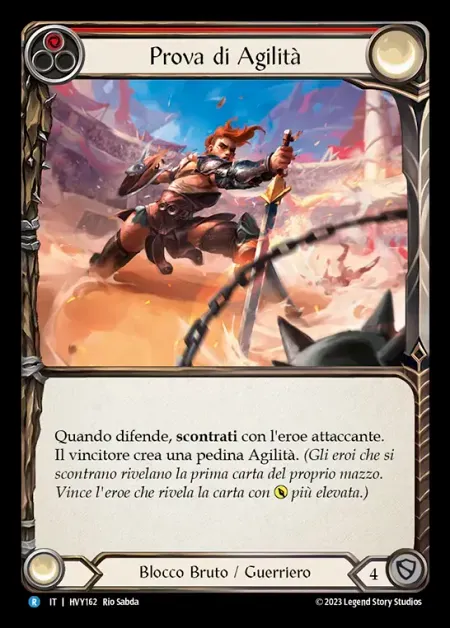 Prova di Agilità
Quando difende, scontrati con l'eroe attaccante.
Il vincitore crea una pedina Agilità. (Gli eroi che si
scontrano rivelano la prima carta del proprio mazzo.
Vince l'eroe che rivela la carta con più elevata.)
Blocco Bruto / Guerriero
4
R IT | HVY162 Rio Sabda
© 2023 Legend Story Studios